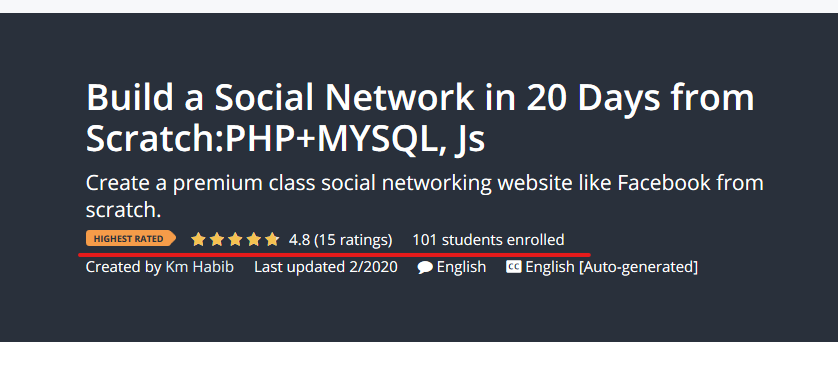 Build a Social Network in 20 Days from
Scratch:PHP+MYSQL, Js
Create a premium class social networking website like Facebook from
scratch.
HIGHEST RATED 4.8 (15 ratings) 101 students enrolled
Created by Km Habib Last updated 2/2020 English CC English [Auto-generated]